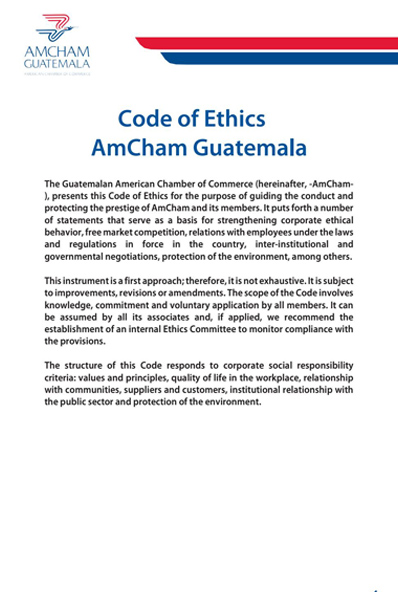 AMCHAM
GUATEMALA
Code of Ethics
AmCham Guatemala
The Guatemalan American Chamber of Commerce (hereinafter, -AmCham-
), presents this Code of Ethics for the purpose of guiding the conduct and
protecting the prestige of AmCham and its members. It puts forth a number
of statements that serve as a basis for strengthening corporate ethical
behavior, free market competition, relations with employees under the laws
and regulations in force in the country, inter-institutional and
governmental negotiations, protection of the environment, among others.
This instrument is a first approach; therefore, it is not exhaustive. It is subject
to improvements, revisions or amendments. The scope of the Code involves
knowledge, commitment and voluntary application by all members. It can
be assumed by all its associates and, if applied, we recommend the
establishment of an internal Ethics Committee to monitor compliance with
the provisions.
The structure of this Code responds to corporate social responsibility
criteria: values and principles, quality of life in the workplace, relationship
with communities, suppliers and customers, institutional relationship with
the public sector and protection of the environment.